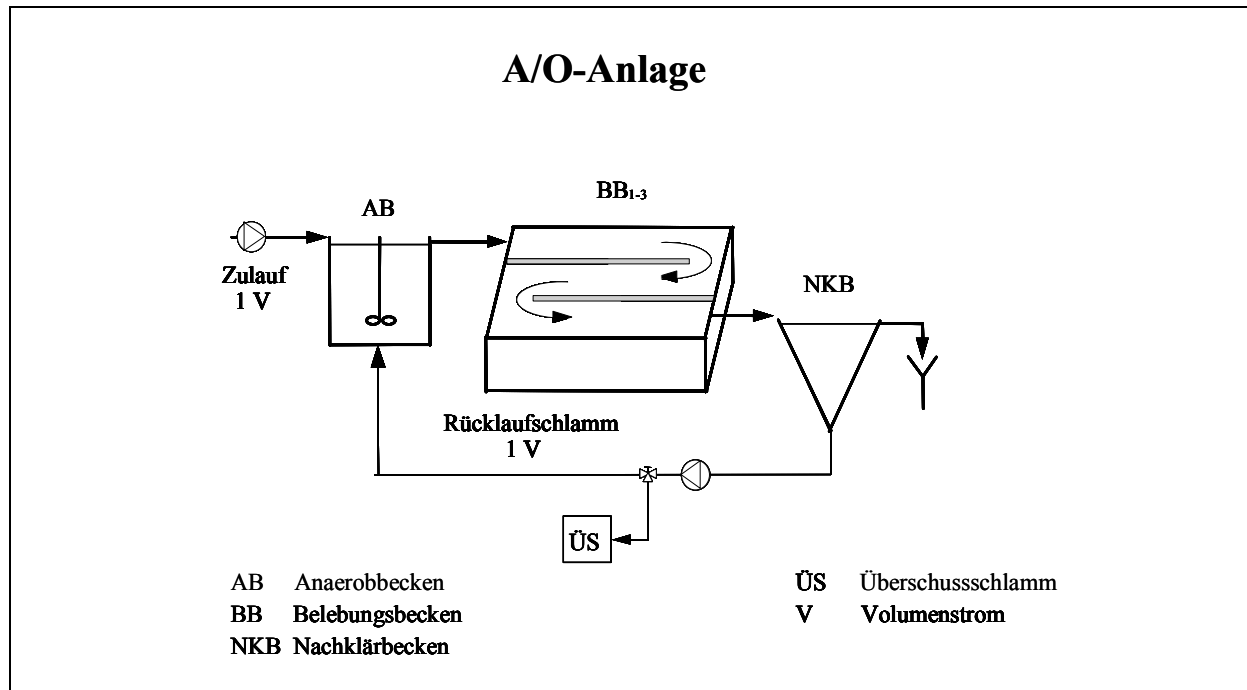 A/O-Anlage
BB1-3
AB
Zulauf
1 V
NKB
Rücklaufschlamm
1 V
ÜS
AB Anaerobbecken
BB Belebungsbecken
NKB Nachklärbecken
ÜS Überschussschlamm
V Volumenstrom